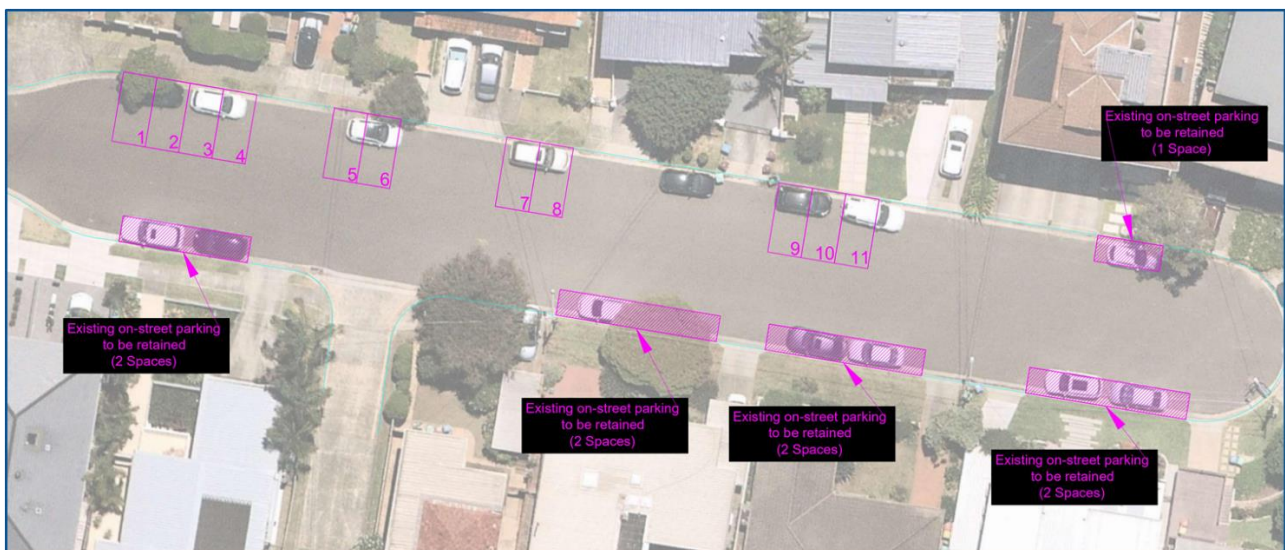 Existing on-street parking
to be retained
(1 Space)
1
2
3
4
5
6
7
8
9
10
11
Existing on-street parking
to be retained
(2 Spaces)
Existing on-street parking
to be retained
(2 Spaces)
Existing on-street parking
to be retained
(2 Spaces)
Existing on-street parking
to be retained
(2 Spaces)